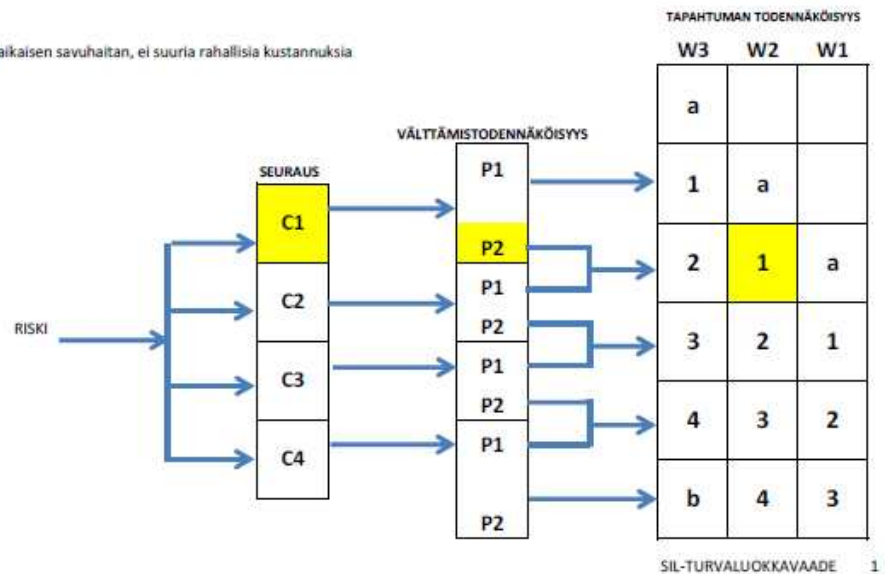 TAPAHTUMAN TODENNÄKÖISYYS
W3 W2 W1
aikaisen savuhaitan, ei suuria rahallisia kustannuksia
a
VÄLTTÄMISTODENNÄKÖISYYS
SEURAUS
P1
1 a
C1
P2
2 1 a
P1
C2
RISKI
P2
3 2 1
P1
C3
P2
4 3 2
P1
C4
b 4 3
P2
SIL-TURVALUOKKAVAADE 1